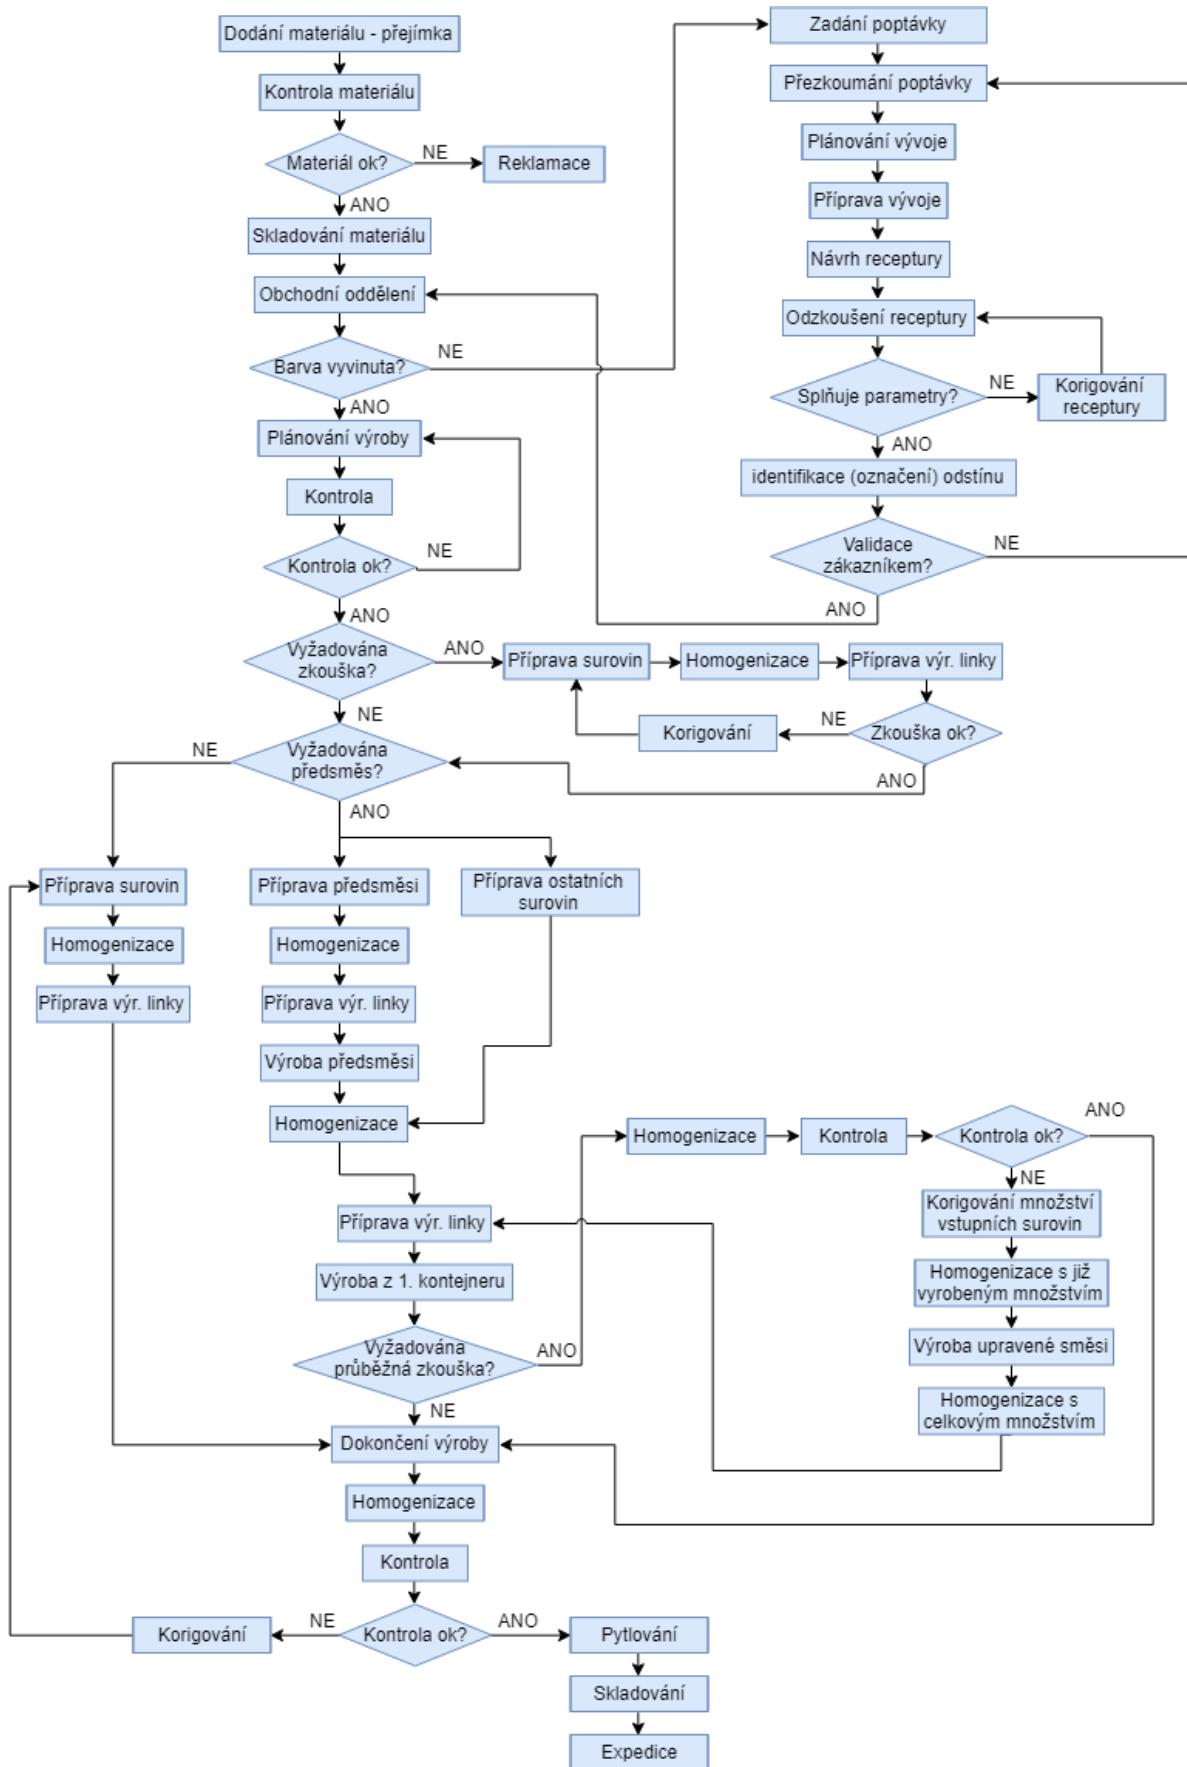 Dodání materiálu - přejímka
Kontrola materiálu
Materiál ok?
NE
Reklamace
ANO
Skladování materiálu
Obchodní oddělení
Barva vyvinuta?
NE
ANO
Plánování výroby
Kontrola
Kontrola ok?
NE
ANO
Zadání poptávky
Přezkoumání poptávky
Plánování vývoje
Příprava vývoje
Návrh receptury
Odzkoušení receptury
Splňuje parametry?
NE
Korigování
receptury
ANO
identifikace (označení) odstínu
Validace
zákazníkem?
NE
ANO
Vyžadována
zkouška?
ANO
Příprava surovin
Homogenizace
Příprava výr. linky
NE
Korigování
NE
Zkouška ok?
ANO
Vyžadována
předsměs?
NE
ANO
Příprava surovin
Homogenizace
Příprava výr. linky
Příprava předsměsi
Homogenizace
Příprava výr. linky
Výroba předsměsi
Homogenizace
Příprava ostatních
surovin
Příprava výr. linky
Výroba z 1. kontejneru
Vyžadována
průběžná zkouška?
ANO
NE
Homogenizace
Kontrola
Kontrola ok?
ANO
NE
Korigování množství
vstupních surovin
Homogenizace s již
vyrobeným množstvím
Výroba upravené směsi
Homogenizace s
celkovým množstvím
Dokončení výroby
Homogenizace
Kontrola
Korigování
NE
Kontrola ok?
ANO
Pytlování
Skladování
Expedice